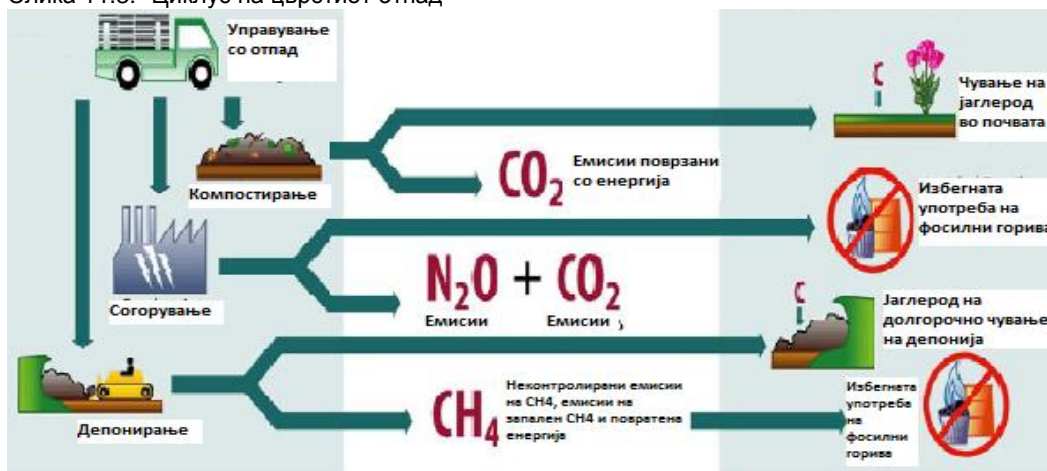 Слика 11.3. Циклус на цврстиот отпад
Управување
со отпад
Компостирање
CO2
Емисии поврзани
со енергија
C
Чување на
јаглерод
во почвата
Согорување
N2O + CO2
Емисии Емисии
Избегната
употреба на
фосилни горива
Депонирање
CH4
Неконтролирани емисии
на CH4, емисии на
запален CH4 и повратена
енергија
C
Јаглерод на
долгорочно чување
на депонија
Избегната
употреба
на
фосилни
горива